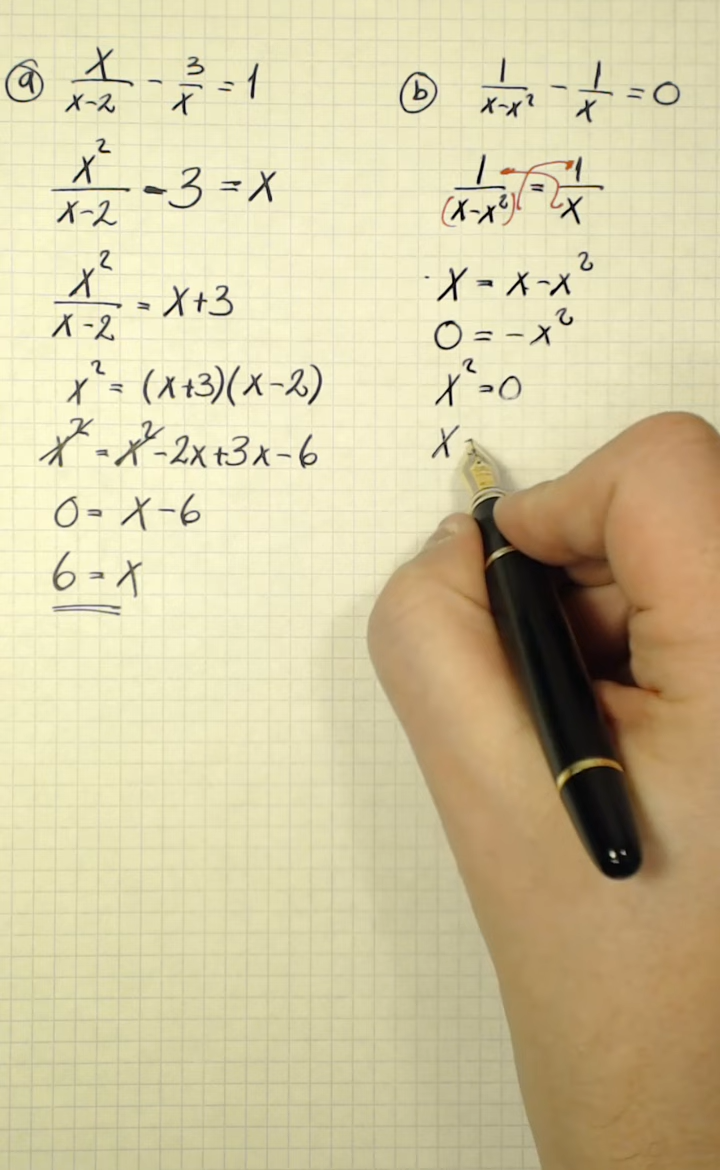 ⓐ x/(x-2) - 3/x = 1
x²/(x-2) - 3 = x
x²/(x-2) = x+3
x² = (x+3)(x-2)
x² = x² -2x+3x-6
0 = x-6
6 = x
ⓑ 1/(x-x²) - 1/x = 0
1/(x-x²) = 1/x
x = x-x²
0 = -x²
x² = 0
x =